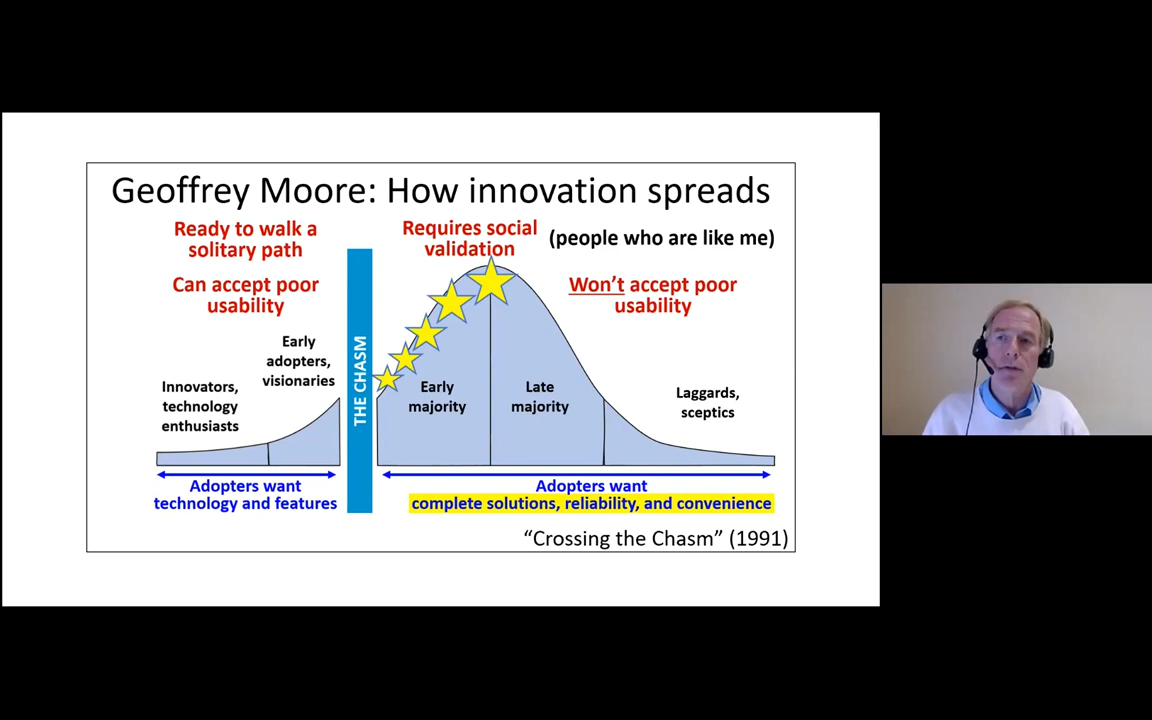 Geoffrey Moore: How innovation spreads
Ready to walk a
solitary path
Requires social
validation
(people who are like me)
Can accept poor
usability
Won't accept poor
usability
Early
adopters,
visionaries
Innovators,
technology
enthusiasts
THE CHASM
Early
majority
Late
majority
Laggards,
sceptics
Adopters want
technology and features
Adopters want
complete solutions, reliability, and convenience
“Crossing the Chasm” (1991)